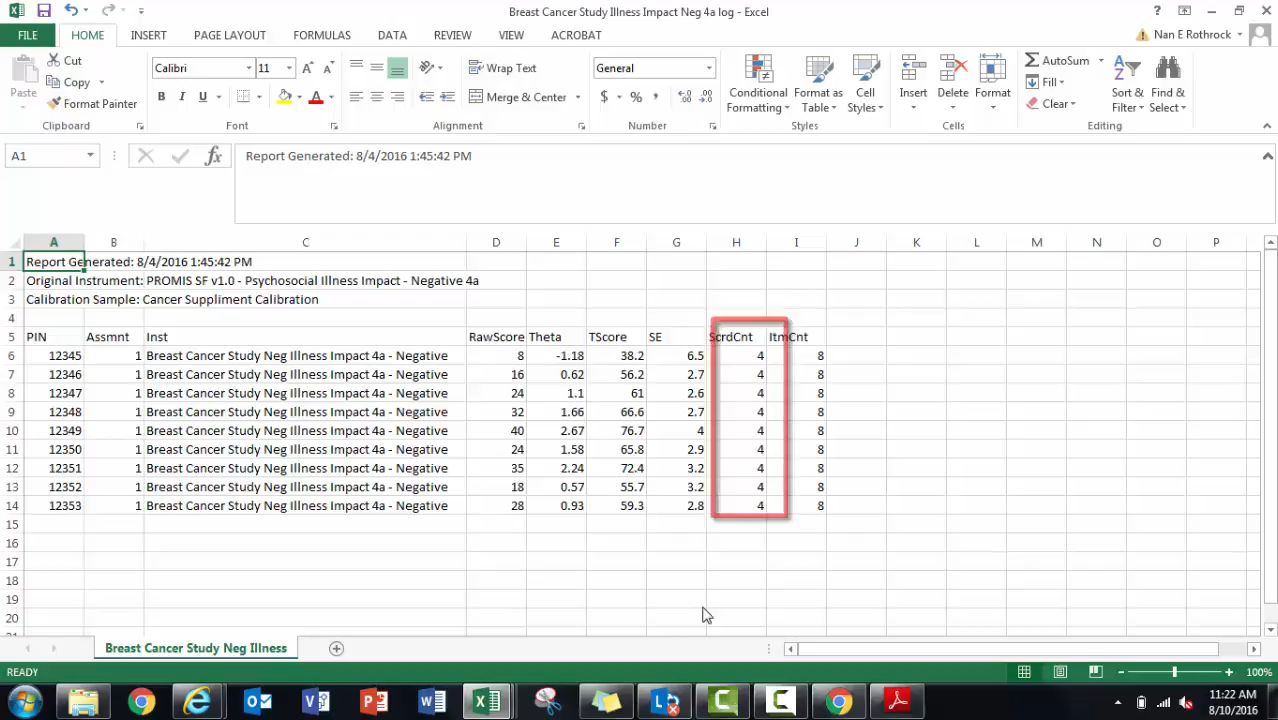 Breast Cancer Study Illness Impact Neg 4a log - Excel
FILE HOME INSERT PAGE LAYOUT FORMULAS DATA REVIEW VIEW ACROBAT Nan E Rothrock
Paste
Cut
Copy
Format Painter
Clipboard
Calibri 11
B I U
Font
Wrap Text
Merge & Center
Alignment
General
$ % ,
Number
Conditional Formatting
Format as Table
Cell Styles
Styles
Insert
Delete
Format
Cells
AutoSum
Fill
Clear
Sort & Filter
Find & Select
Editing
A1 fx Report Generated: 8/4/2016 1:45:42 PM
A B C D E F G H I J K L M N O P
1 Report Generated: 8/4/2016 1:45:42 PM
2 Original Instrument: PROMIS SF v1.0 - Psychosocial Illness Impact - Negative 4a
3 Calibration Sample: Cancer Suppliment Calibration
4
5 PIN Assmnt Inst RawScore Theta TScore SE ScrdCnt ItmCnt
6 12345 1 Breast Cancer Study Neg Illness Impact 4a - Negative 8 -1.18 38.2 6.5 4 8
7 12346 1 Breast Cancer Study Neg Illness Impact 4a - Negative 16 0.62 56.2 2.7 4 8
8 12347 1 Breast Cancer Study Neg Illness Impact 4a - Negative 24 1.1 61 2.6 4 8
9 12348 1 Breast Cancer Study Neg Illness Impact 4a - Negative 32 1.66 66.6 2.7 4 8
10 12349 1 Breast Cancer Study Neg Illness Impact 4a - Negative 40 2.67 76.7 4 4 8
11 12350 1 Breast Cancer Study Neg Illness Impact 4a - Negative 24 1.58 65.8 2.9 4 8
12 12351 1 Breast Cancer Study Neg Illness Impact 4a - Negative 35 2.24 72.4 3.2 4 8
13 12352 1 Breast Cancer Study Neg Illness Impact 4a - Negative 18 0.57 55.7 3.2 4 8
14 12353 1 Breast Cancer Study Neg Illness Impact 4a - Negative 28 0.93 59.3 2.8 4 8
15
16
17
18
19
20
Breast Cancer Study Neg Illness
READY 100%
11:22 AM
8/10/2016